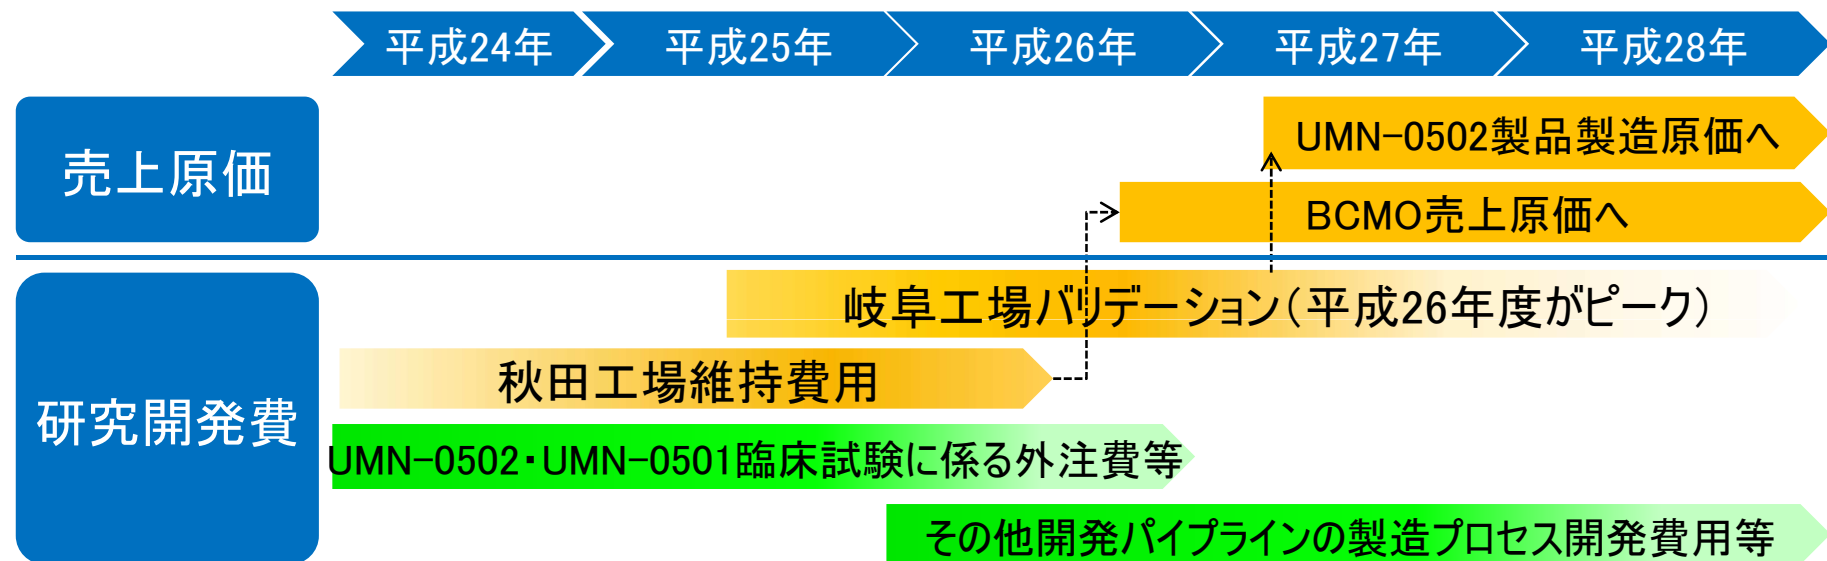 平成24年
平成25年
平成26年
平成27年
平成28年
売上原価
UMN-0502製品製造原価へ
BCMO売上原価へ
研究開発費
岐阜工場バリデーション(平成26年度がピーク)
秋田工場維持費用
UMN-0502・UMN-0501臨床試験に係る外注費等
その他開発パイプラインの製造プロセス開発費用等